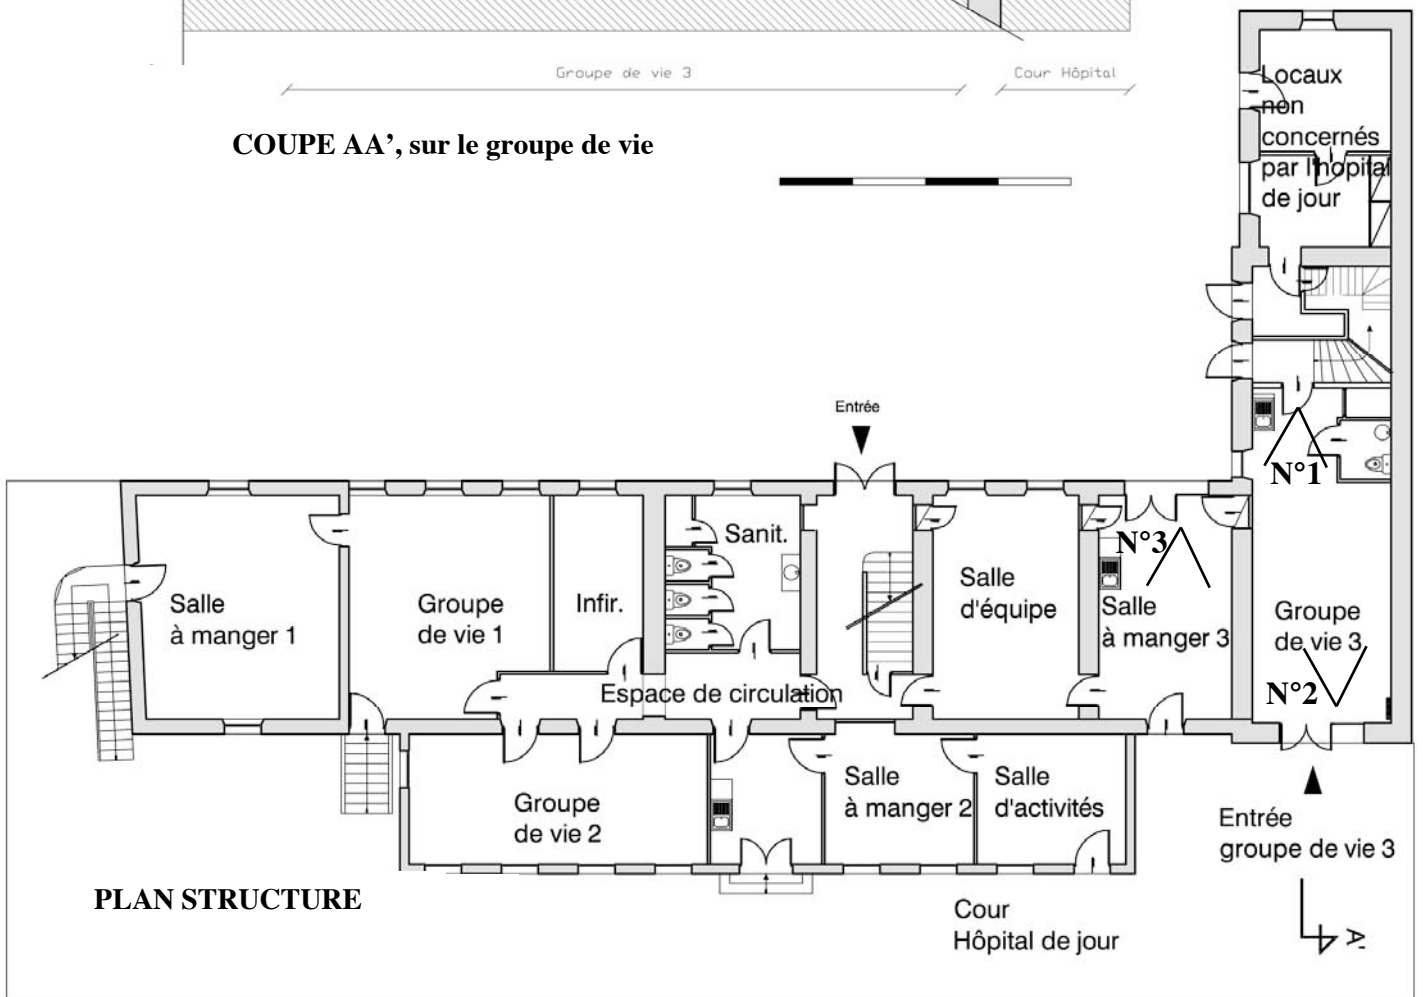 Groupe de vie 3
Cour Hôpital
COUPE AA’, sur le groupe de vie
Locaux
non
concernés
par l'hopital
de jour
Entrée
N°1
Sanit.
N°3
Salle
à manger 1
Groupe
de vie 1
Infir.
Salle
d'équipe
Salle
à manger 3
Groupe
de vie 3
Espace de circulation
N°2
Groupe
de vie 2
Salle
à manger 2
Salle
d'activités
Entrée
groupe de vie 3
PLAN STRUCTURE
Cour
Hôpital de jour
A'